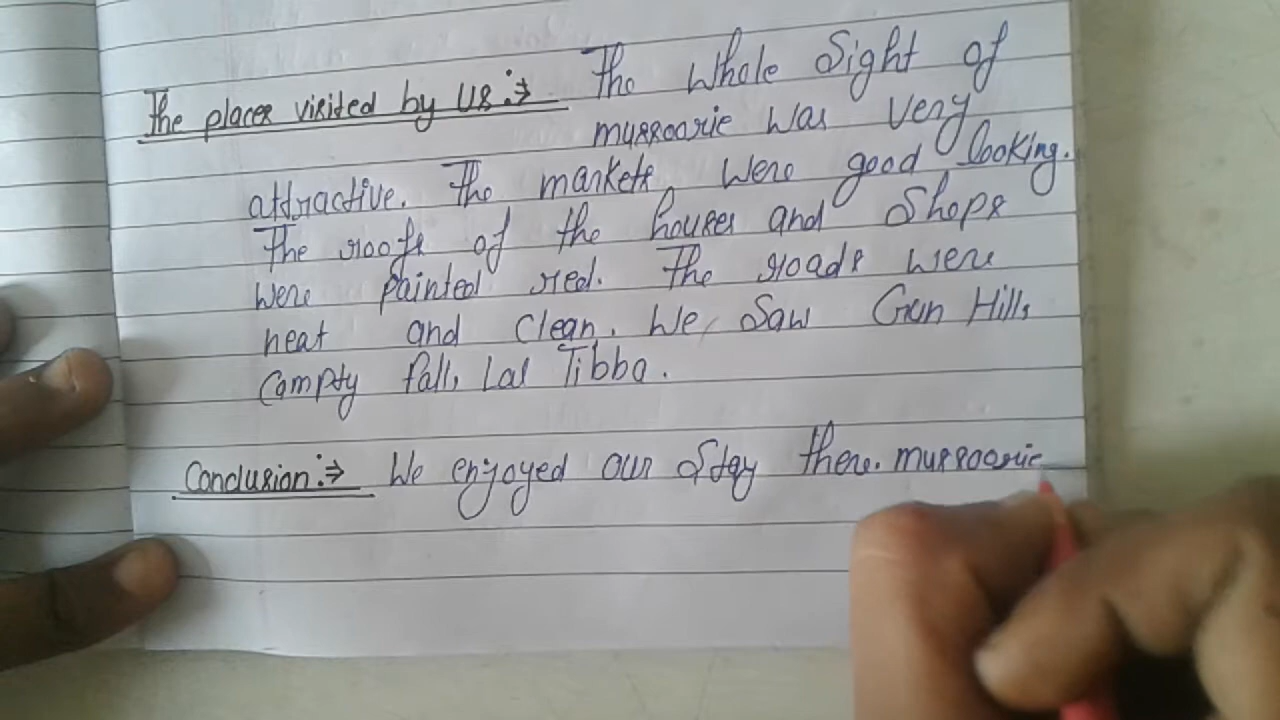 The places visited by us :→ The whole Sight of
mussoorie was very
attractive. The markets were good looking.
The roofs of the houses and Shops
were painted red. The roads were
neat and clean. We saw Gun Hill,
Campty fall, Lal Tibba.
Conclusion :→ We enjoyed our Stay there. mussoorie